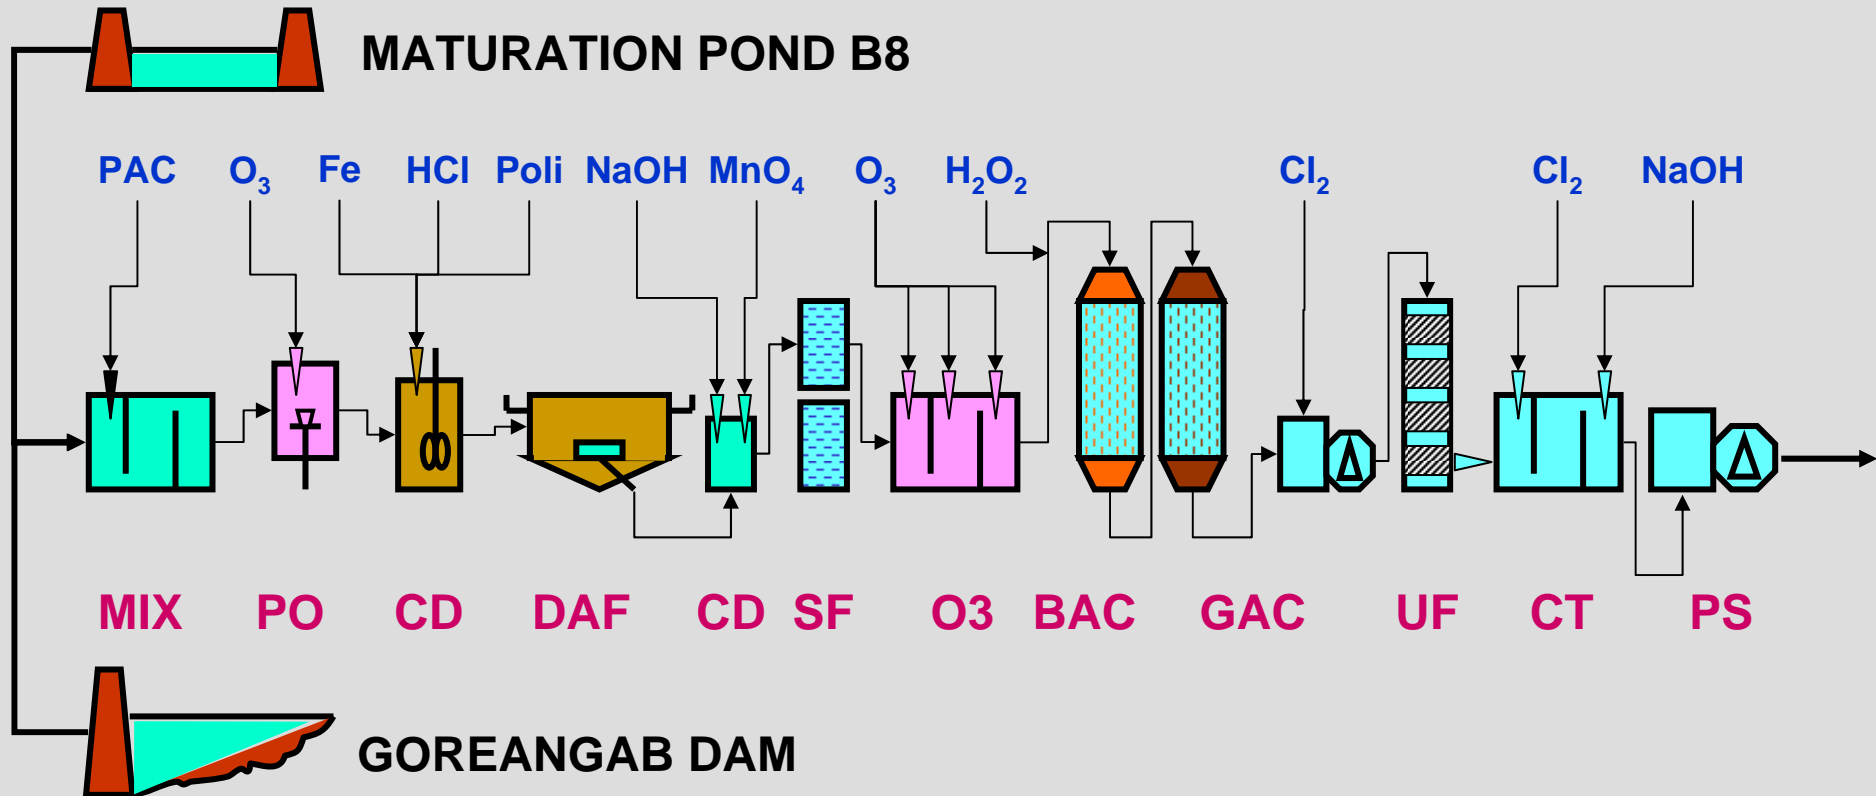 MATURATION POND B8
PAC O₃ Fe HCl Poli NaOH MnO₄ O₃ H₂O₂ Cl₂ Cl₂ NaOH
MIX PO CD DAF CD SF O3 BAC GAC UF CT PS
GOREANGAB DAM